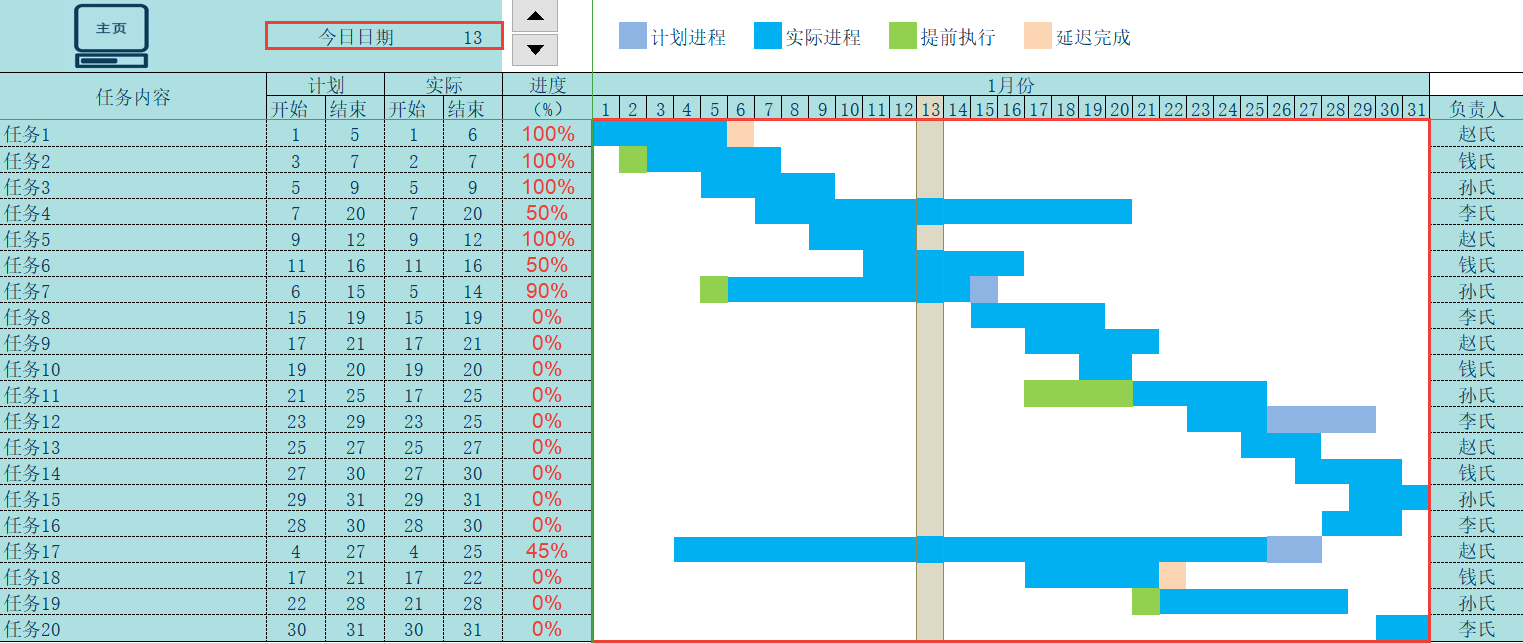 主页
今日日期 13
计划进程 实际进程 提前执行 延迟完成
任务内容 计划 实际 进度 1月份
开始 结束 开始 结束 (%) 1 2 3 4 5 6 7 8 9 10 11 12 13 14 15 16 17 18 19 20 21 22 23 24 25 26 27 28 29 30 31 负责人
任务1 1 5 1 6 100% 赵氏
任务2 3 7 2 7 100% 钱氏
任务3 5 9 5 9 100% 孙氏
任务4 7 20 7 20 50% 李氏
任务5 9 12 9 12 100% 赵氏
任务6 11 16 11 16 50% 钱氏
任务7 6 15 5 14 90% 孙氏
任务8 15 19 15 19 0% 李氏
任务9 17 21 17 21 0% 赵氏
任务10 19 20 19 20 0% 钱氏
任务11 21 25 17 25 0% 孙氏
任务12 23 29 23 25 0% 李氏
任务13 25 27 25 27 0% 赵氏
任务14 27 30 27 30 0% 钱氏
任务15 29 31 29 31 0% 孙氏
任务16 28 30 28 30 0% 李氏
任务17 4 27 4 25 45% 赵氏
任务18 17 21 17 22 0% 钱氏
任务19 22 28 21 28 0% 孙氏
任务20 30 31 30 31 0% 李氏